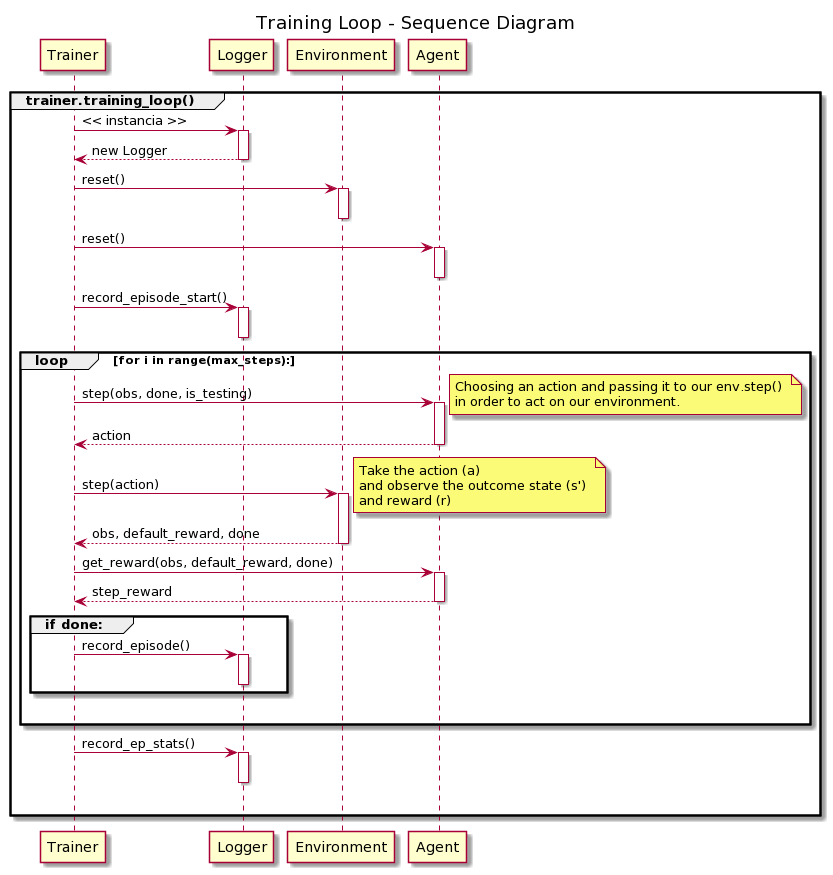 Training Loop - Sequence Diagram
Trainer
Logger
Environment
Agent
trainer.training_loop()
<< instancia >>
new Logger
reset()
reset()
record_episode_start()
loop
[for i in range(max_steps):]
step(obs, done, is_testing)
Choosing an action and passing it to our env.step()
in order to act on our environment.
action
step(action)
Take the action (a)
and observe the outcome state (s')
and reward (r)
obs, default_reward, done
get_reward(obs, default_reward, done)
step_reward
if done:
record_episode()
record_ep_stats()
Trainer
Logger
Environment
Agent